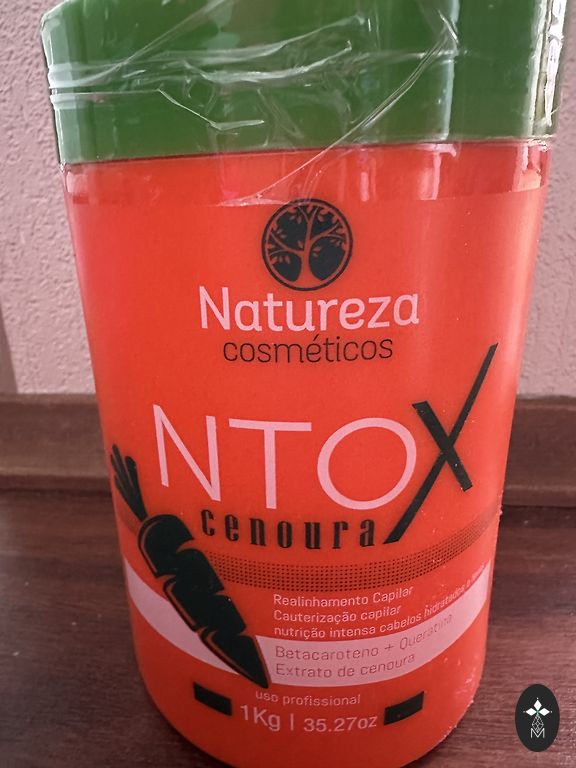 Natureza
cosméticos
NTOX
cenoura
Realinhamento Capilar
Cauterização capilar
nutrição intensa cabelos hidratados e
Betacaroteno + Queratina
Extrato de cenoura
uso profissional
1Kg | 35.27oz
M